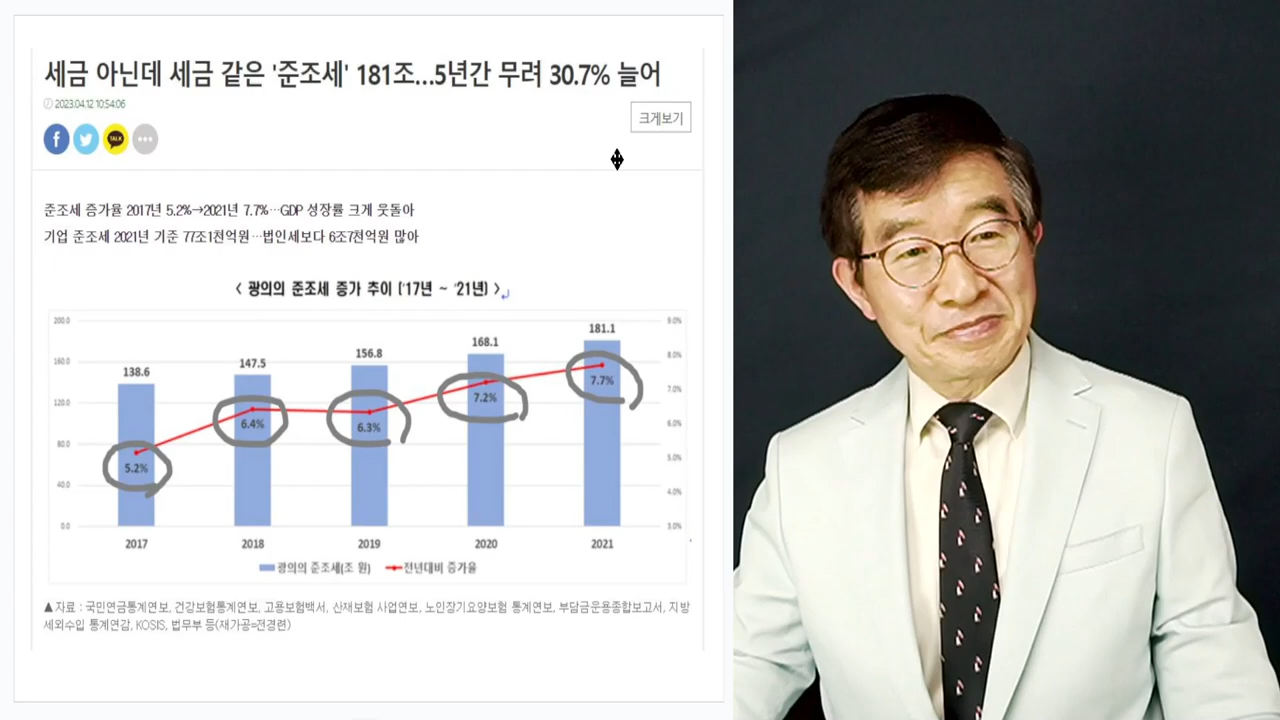 세금 아닌데 세금 같은 '준조세' 181조...5년간 무려 30.7% 늘어
2023.04.12 10:54:06
크게보기
TALK
준조세 증가율 2017년 5.2%→2021년 7.7%…GDP 성장률 크게 웃돌아
기업 준조세 2021년 기준 77조1천억원…법인세보다 6조7천억원 많아
< 광의의 준조세 증가 추이 ('17년 ~ '21년) >
200.0
160.0
120.0
80.0
40.0
0.0
9.0%
8.0%
7.0%
6.0%
5.0%
4.0%
3.0%
138.6
147.5
156.8
168.1
181.1
5.2%
6.4%
6.3%
7.2%
7.7%
2017 2018 2019 2020 2021
광의의 준조세(조 원) 전년대비 증가율
▲자료 : 국민연금통계연보, 건강보험통계연보, 고용보험백서, 산재보험 사업연보, 노인장기요양보험 통계연보, 부담금운용종합보고서, 지방
세외수입 통계연감, KOSIS, 법무부 등(재가공=전경련)